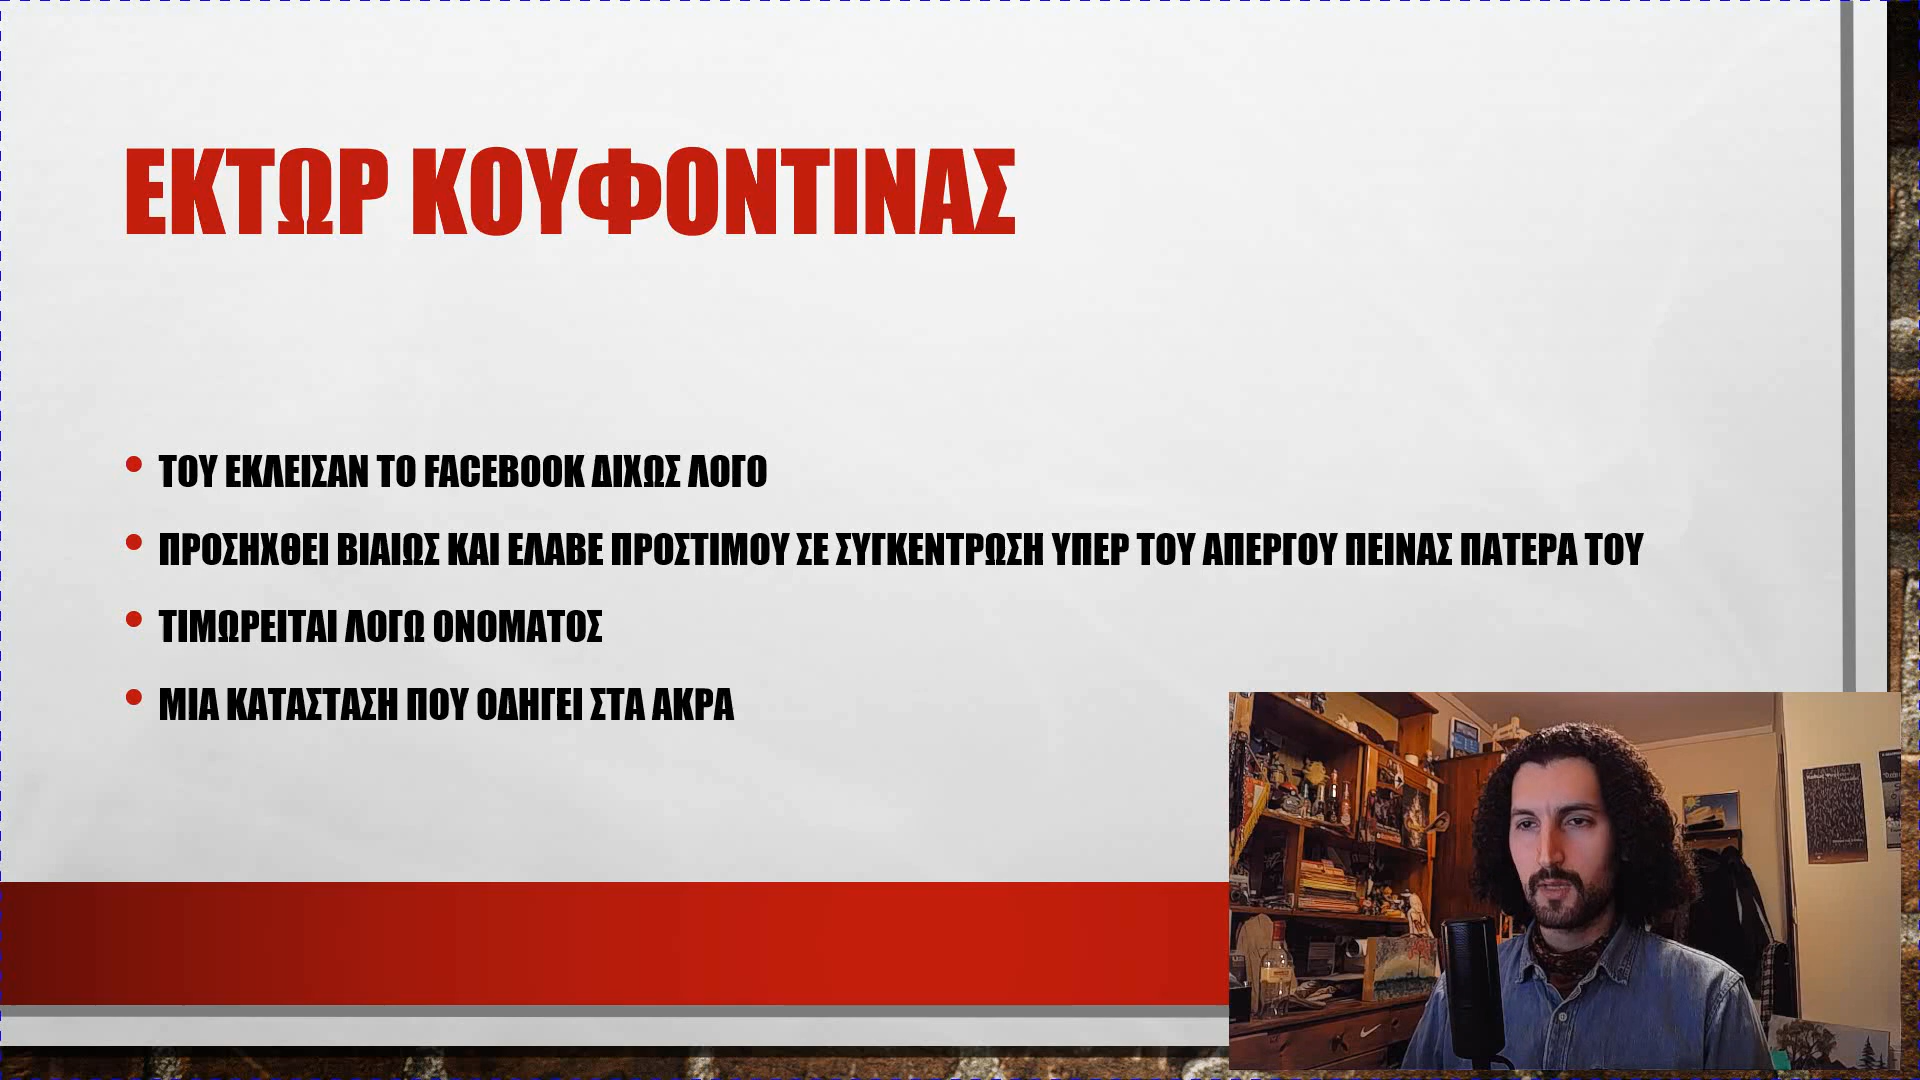 ΕΚΤΩΡ ΚΟΥΦΟΝΤΙΝΑΣ
• ΤΟΥ ΕΚΛΕΙΣΑΝ ΤΟ FACEBOOK ΔΙΧΩΣ ΛΟΓΟ
• ΠΡΟΣΗΧΘΕΙ ΒΙΑΙΩΣ ΚΑΙ ΕΛΑΒΕ ΠΡΟΣΤΙΜΟΥ ΣΕ ΣΥΓΚΕΝΤΡΩΣΗ ΥΠΕΡ ΤΟΥ ΑΠΕΡΓΟΥ ΠΕΙΝΑΣ ΠΑΤΕΡΑ ΤΟΥ
• ΤΙΜΩΡΕΙΤΑΙ ΛΟΓΩ ΟΝΟΜΑΤΟΣ
• ΜΙΑ ΚΑΤΑΣΤΑΣΗ ΠΟΥ ΟΔΗΓΕΙ ΣΤΑ ΑΚΡΑ